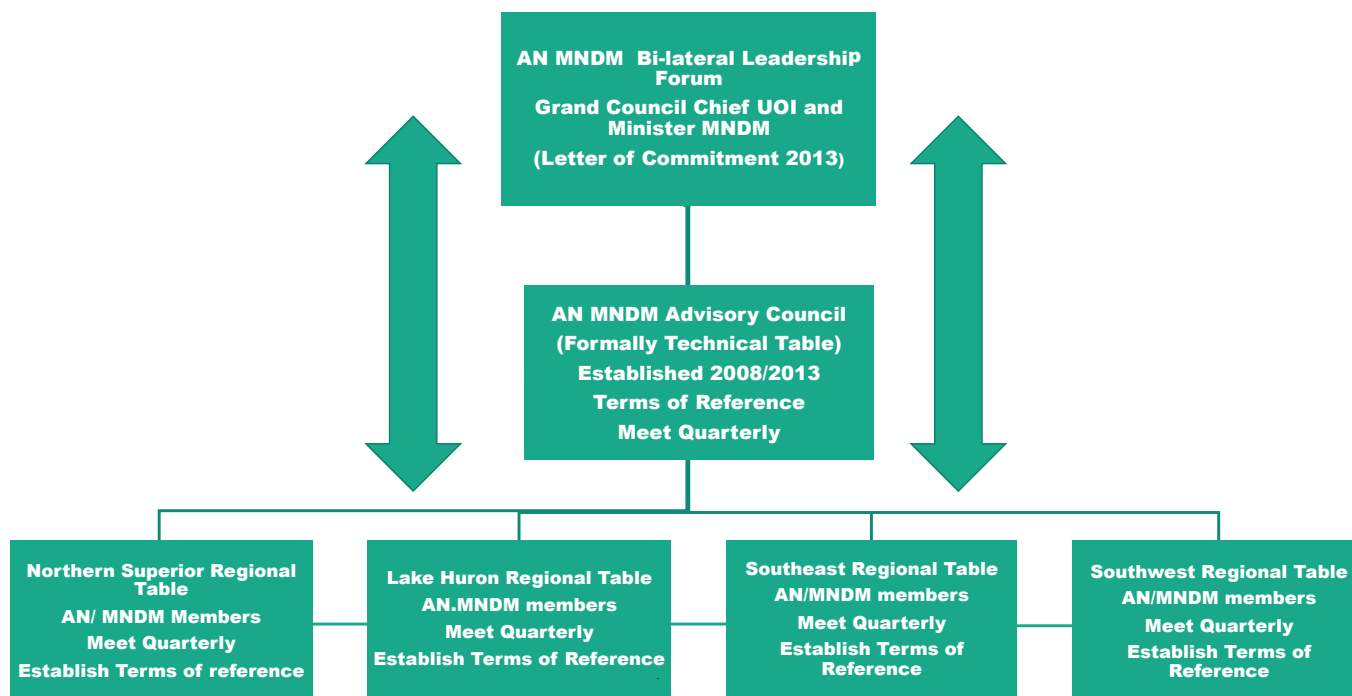 AN MNDM  Bi-lateral Leadership
Forum
Grand Council Chief UOI and
Minister MNDM
(Letter of Commitment 2013)
AN MNDM Advisory Council
(Formally Technical Table)
Established 2008/2013
Terms of Reference
Meet Quarterly
Northern Superior Regional
Table
AN/ MNDM Members
Meet Quarterly
Establish Terms of reference
Lake Huron Regional Table
AN.MNDM members
Meet Quarterly
Establish Terms of Reference
.
Southeast Regional Table
AN/MNDM members
Meet Quarterly
Establish Terms of
Reference
Southwest Regional Table
AN/MNDM members
Meet Quarterly
Establish Terms of
Reference